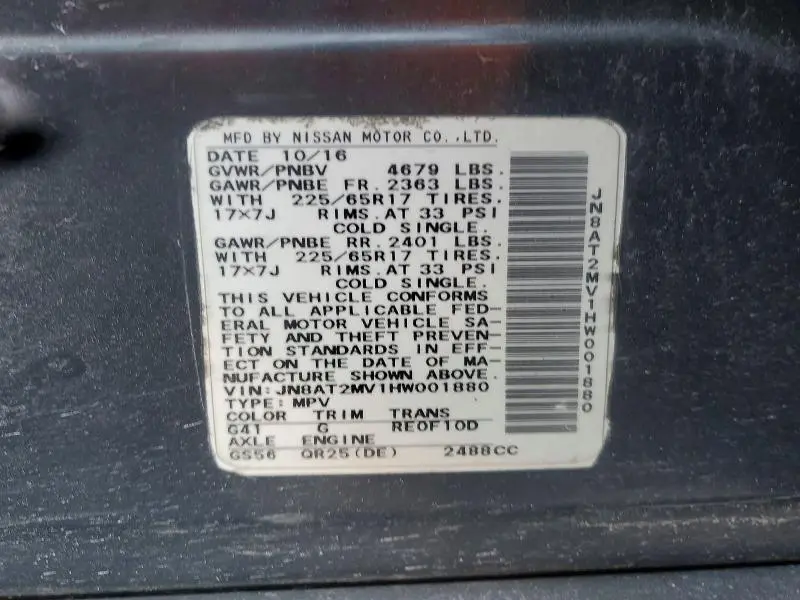 MFD BY NISSAN MOTOR CO.,LTD.
DATE 10/16
GVWR/PNBV 4679 LBS.
GAWR/PNBE FR. 2363 LBS.
WITH 225/65R17 TIRES.
17×7J RIMS.AT 33 PSI
COLD SINGLE.
GAWR/PNBE RR. 2401 LBS.
WITH 225/65R17 TIRES.
17×7J RIMS.AT 33 PSI
COLD SINGLE.
THIS VEHICLE CONFORMS
TO ALL APPLICABLE FED-
ERAL MOTOR VEHICLE SA-
FETY AND THEFT PREVEN-
TION STANDARDS IN EFF-
ECT ON THE DATE OF MA-
NUFACTURE SHOWN ABOVE.
VIN: JN8AT2MV1HW001880
TYPE: MPV
COLOR TRIM TRANS
G41 G RE0F10D
AXLE ENGINE
GS56 QR25(DE) 2488CC
JN8AT2MV1HW001880